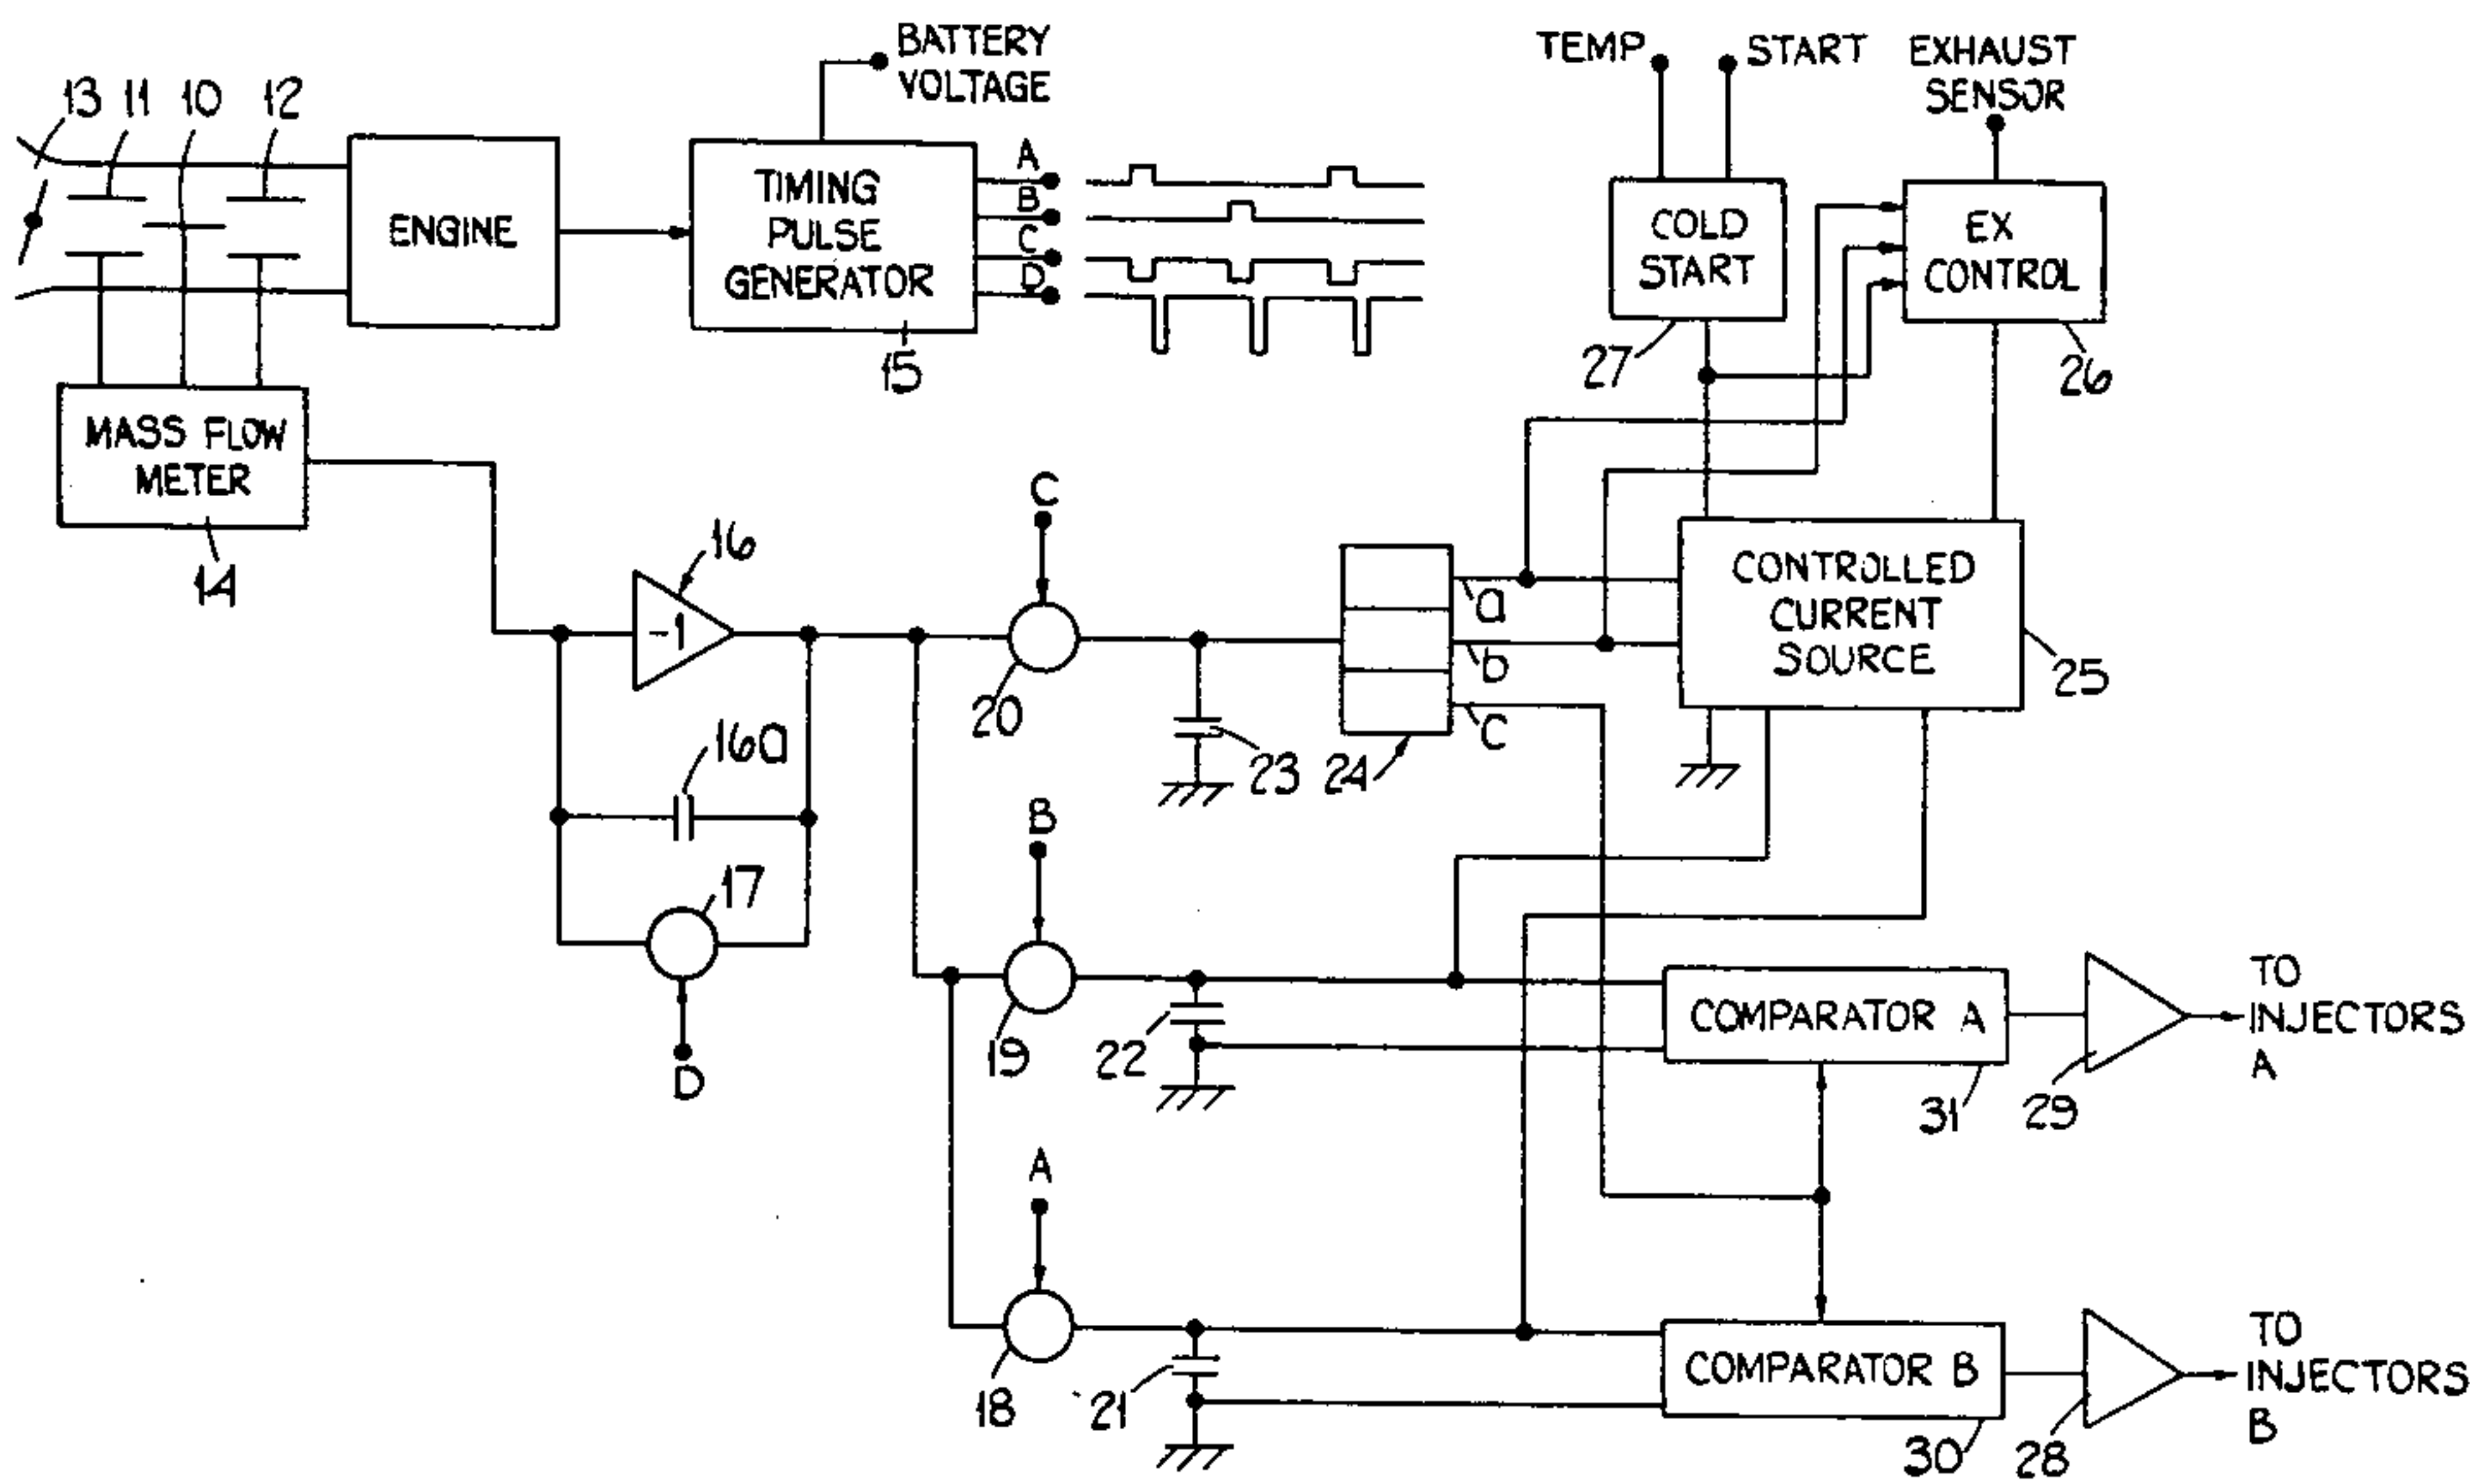 BATTERY
VOLTAGE
TEMP
START
EXHAUST
SENSOR
13
11
10
12
ENGINE
TIMING
PULSE
GENERATOR
15
A
B
C
D
COLD
START
27
EX
CONTROL
26
MASS FLOW
METER
14
16
-1
16a
17
D
C
20
23
24
a
b
c
CONTROLLED
CURRENT
SOURCE
25
B
19
22
COMPARATOR A
31
29
TO
INJECTORS
A
A
18
21
COMPARATOR B
30
28
TO
INJECTORS
B